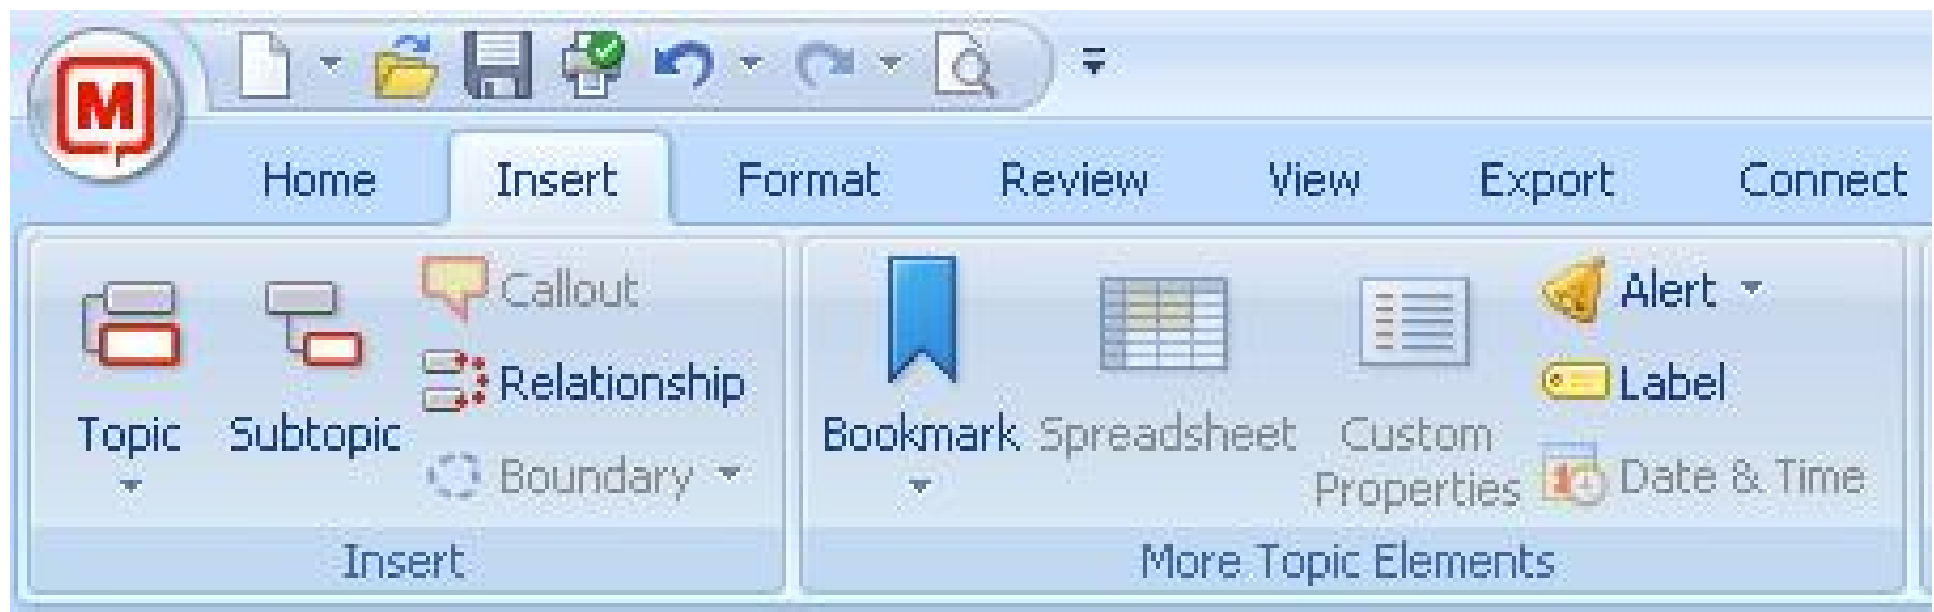 M
Home Insert Format Review View Export Connect
Callout
Relationship
Topic Subtopic
Boundary
Insert
Alert
Label
Bookmark Spreadsheet Custom
Properties
Date & Time
More Topic Elements